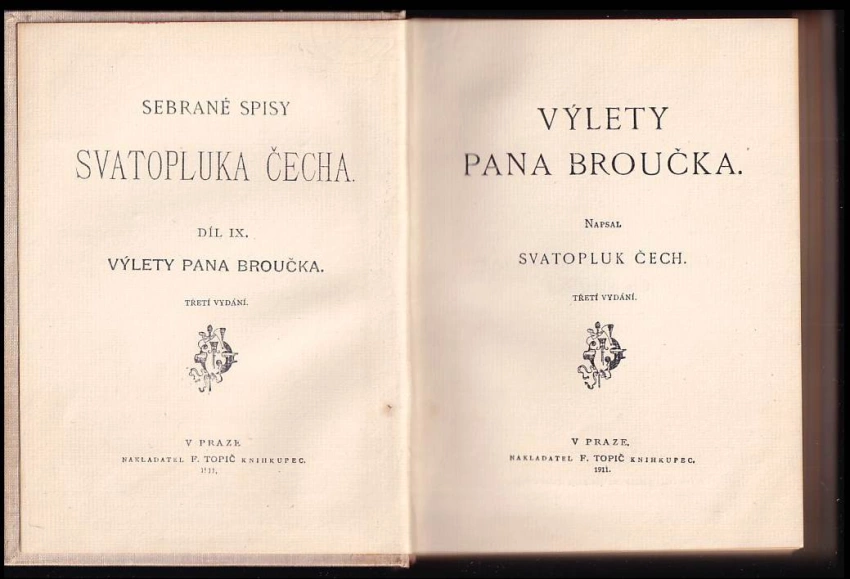 SEBRANÉ SPISY
SVATOPLUKA ČECHA.
DÍL IX.
VÝLETY PANA BROUČKA.
TŘETÍ VYDÁNÍ.
V PRAZE.
NAKLADATEL F. TOPIČ KNIHKUPEC.
1911.
VÝLETY
PANA BROUČKA.
NAPSAL
SVATOPLUK ČECH.
TŘETÍ VYDÁNÍ.
V PRAZE.
NAKLADATEL F. TOPIČ KNIHKUPEC.
1911.